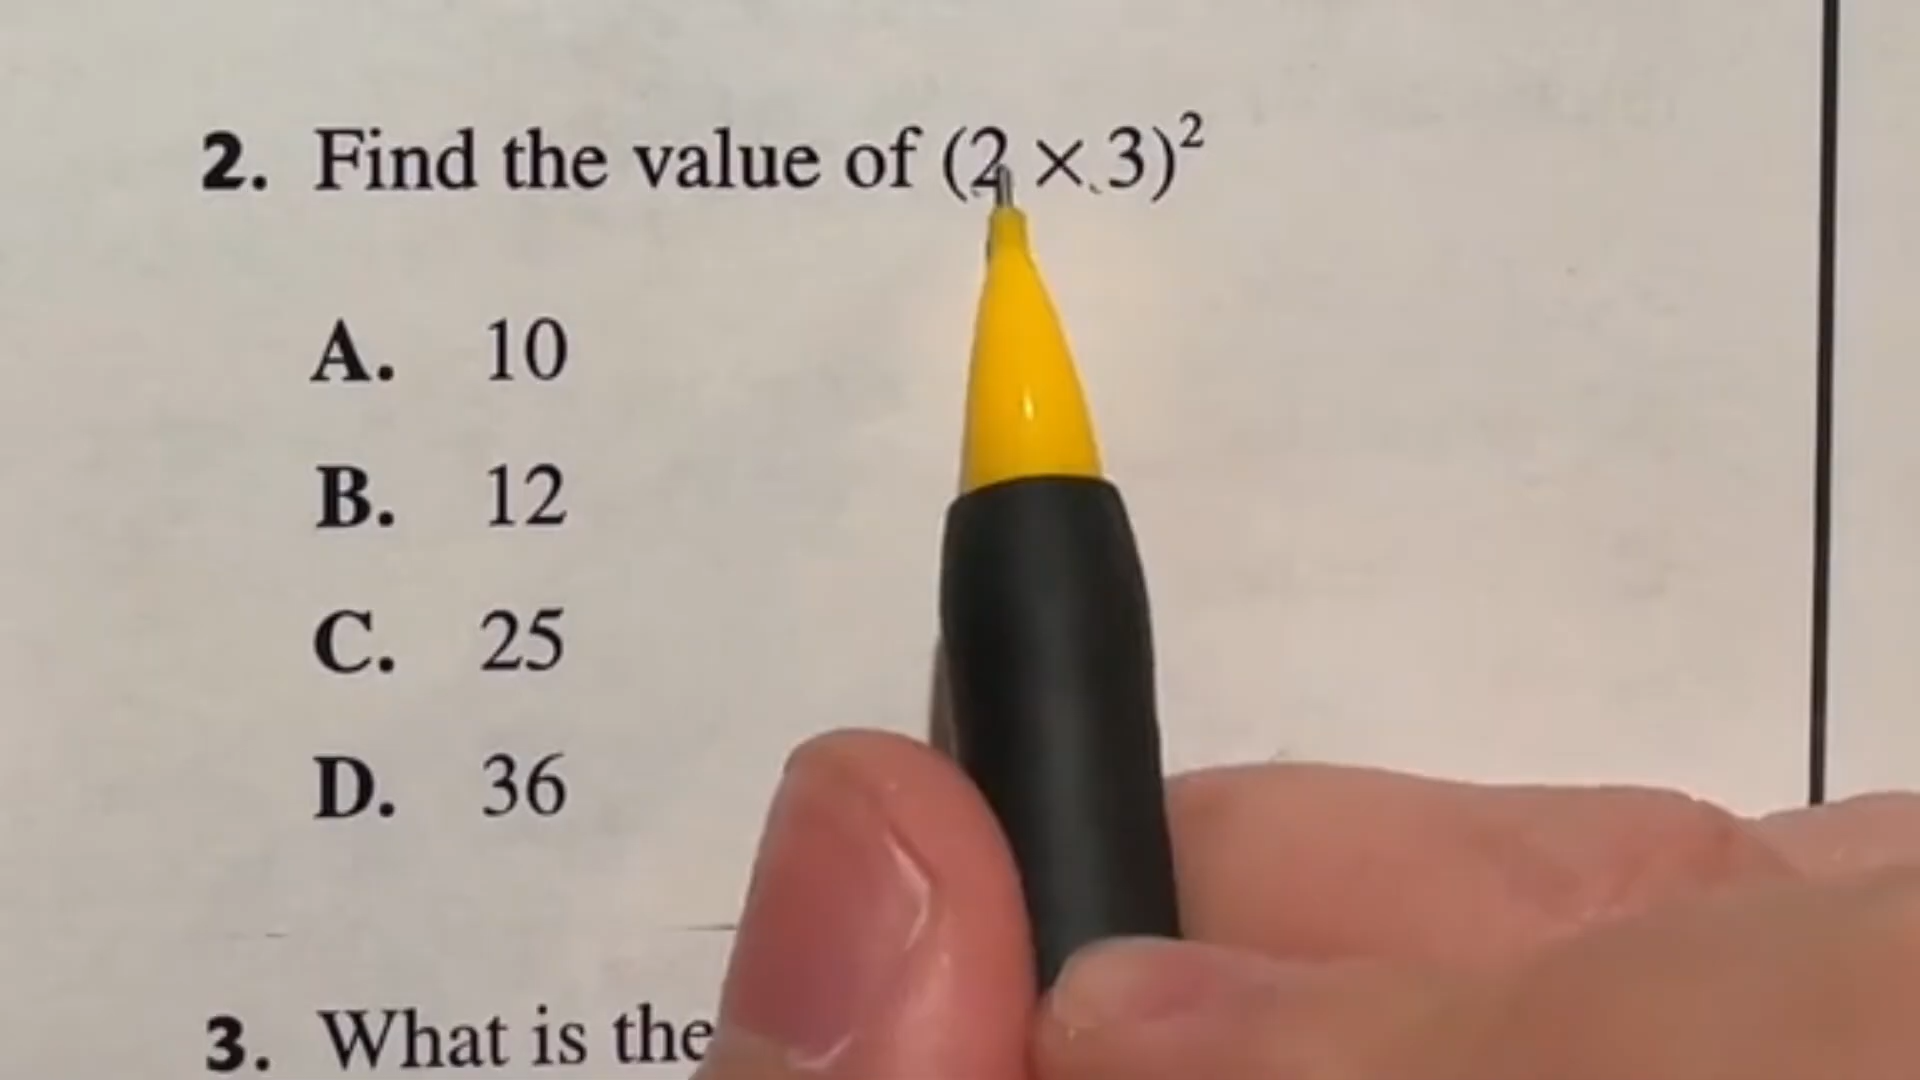 2. Find the value of (2 × 3)²
A. 10
B. 12
C. 25
D. 36
3. What is the